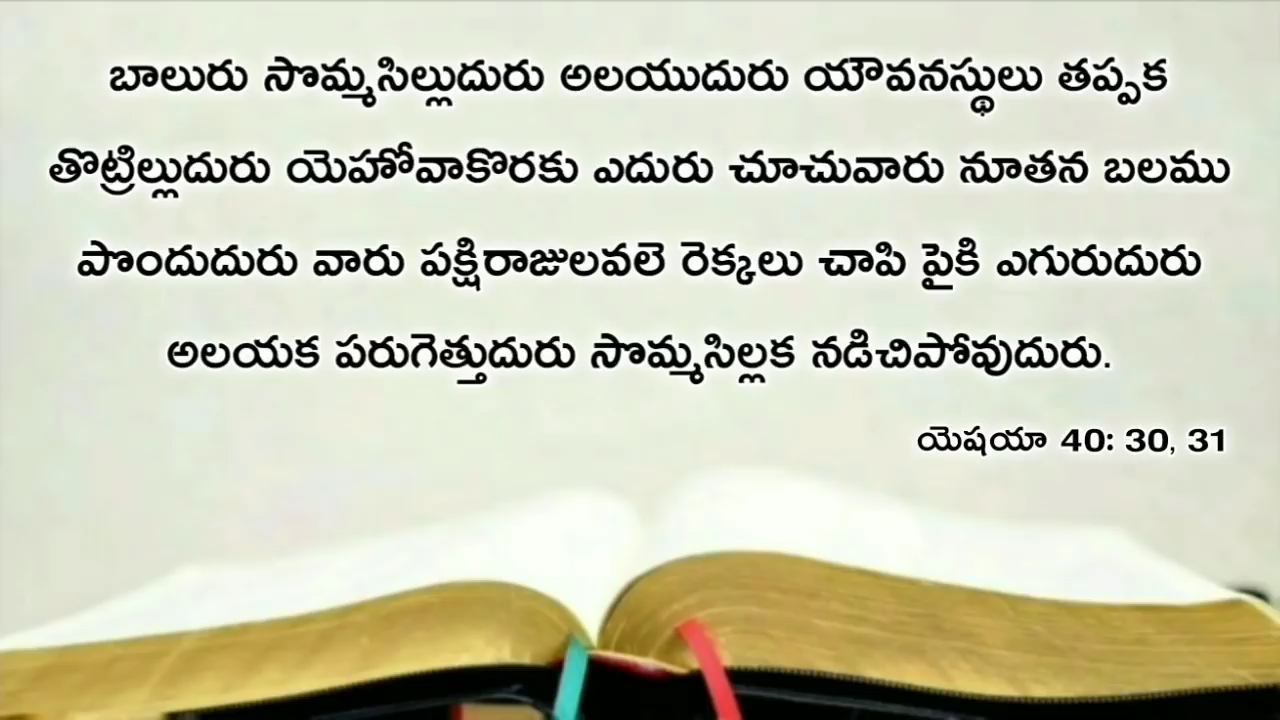 బాలురు సొమ్మసిల్లుదురు అలయుదురు యౌవనస్థులు తప్పక
తొట్రిల్లుదురు యెహోవాకొరకు ఎదురు చూచువారు నూతన బలము
పొందుదురు వారు పక్షిరాజులవలె రెక్కలు చాపి పైకి ఎగురుదురు
అలయక పరుగెత్తుదురు సొమ్మసిల్లక నడిచిపోవుదురు.
యెషయా 40: 30, 31